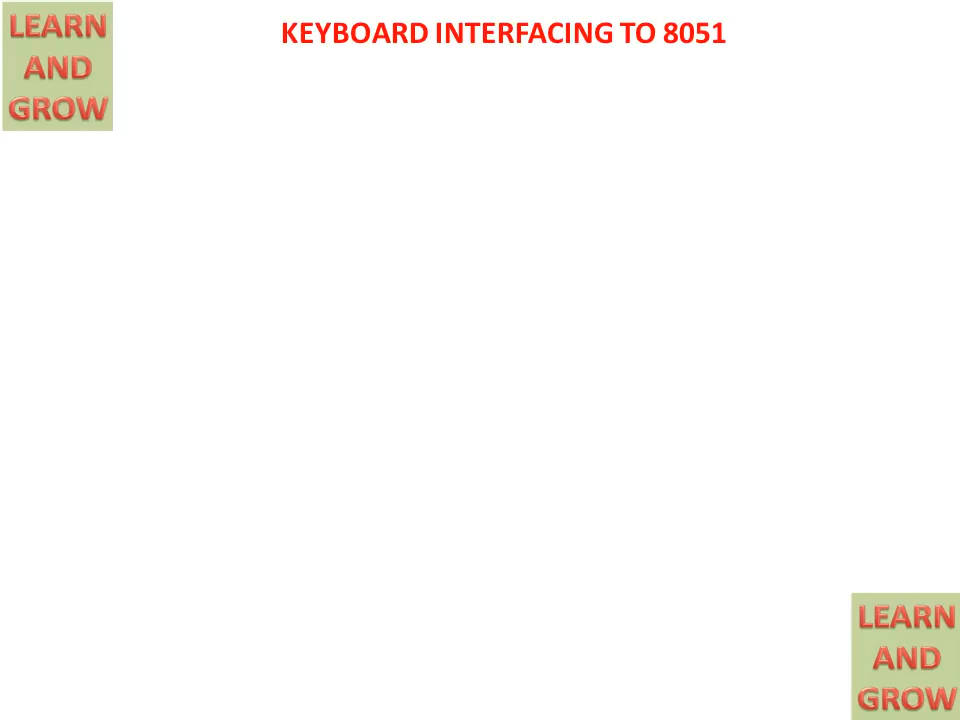 LEARN
AND
GROW
KEYBOARD INTERFACING TO 8051
LEARN
AND
GROW